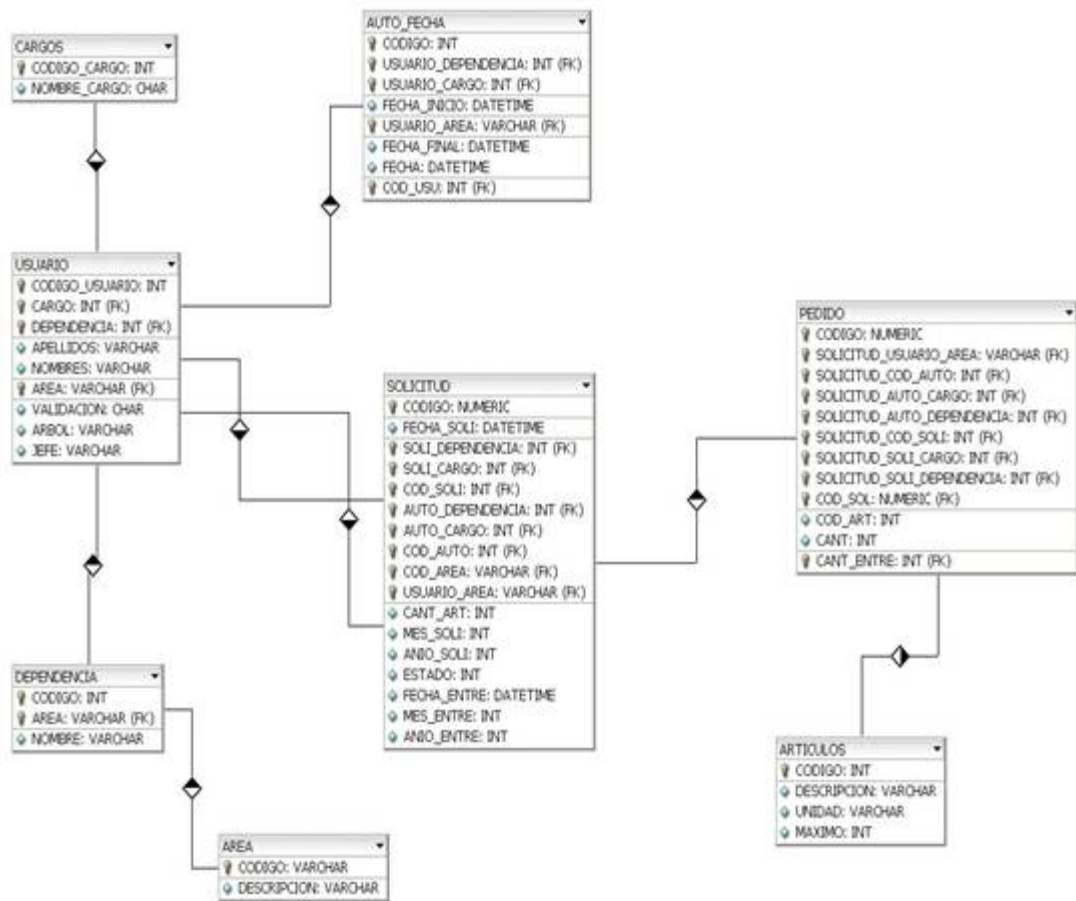 CARGOS
CODIGO_CARGO: INT
NOMBRE_CARGO: CHAR
AUTO_FECHA
CODIGO: INT
USUARIO_DEPENDENCIA: INT (FK)
USUARIO_CARGO: INT (FK)
FECHA_INICIO: DATETIME
USUARIO_AREA: VARCHAR (FK)
FECHA_FINAL: DATETIME
FECHA: DATETIME
COD_USU: INT (FK)
USUARIO
CODIGO_USUARIO: INT
CARGO: INT (FK)
DEPENDENCIA: INT (FK)
APELLIDOS: VARCHAR
NOMBRES: VARCHAR
AREA: VARCHAR (FK)
VALIDACION: CHAR
ARBOL: VARCHAR
JEFE: VARCHAR
SOLICITUD
CODIGO: NUMERIC
FECHA_SOLI: DATETIME
SOLI_DEPENDENCIA: INT (FK)
SOLI_CARGO: INT (FK)
COD_SOLI: INT (FK)
AUTO_DEPENDENCIA: INT (FK)
AUTO_CARGO: INT (FK)
COD_AUTO: INT (FK)
COD_AREA: VARCHAR (FK)
USUARIO_AREA: VARCHAR (FK)
CANT_ART: INT
MES_SOLI: INT
ANIO_SOLI: INT
ESTADO: INT
FECHA_ENTRE: DATETIME
MES_ENTRE: INT
ANIO_ENTRE: INT
PEDIDO
CODIGO: NUMERIC
SOLICITUD_USUARIO_AREA: VARCHAR (FK)
SOLICITUD_COD_AUTO: INT (FK)
SOLICITUD_AUTO_CARGO: INT (FK)
SOLICITUD_AUTO_DEPENDENCIA: INT (FK)
SOLICITUD_COD_SOLI: INT (FK)
SOLICITUD_SOLI_CARGO: INT (FK)
SOLICITUD_SOLI_DEPENDENCIA: INT (FK)
COD_SOL: NUMERIC (FK)
COD_ART: INT
CANT: INT
CANT_ENTRE: INT (FK)
DEPENDENCIA
CODIGO: INT
AREA: VARCHAR (FK)
NOMBRE: VARCHAR
AREA
CODIGO: VARCHAR
DESCRIPCION: VARCHAR
ARTICULOS
CODIGO: INT
DESCRIPCION: VARCHAR
UNIDAD: VARCHAR
MAXIMO: INT